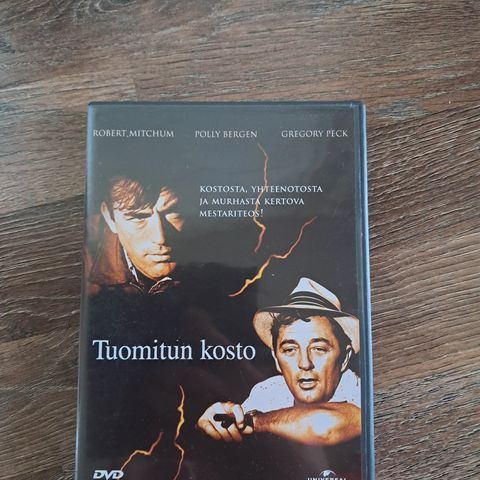 ROBERT MITCHUM POLLY BERGEN GREGORY PECK
KOSTOSTA, YHTEENOTOSTA
JA MURHASTA KERTOVA
MESTARITEOS!
Tuomitun kosto
DVD
UNIVERSAL